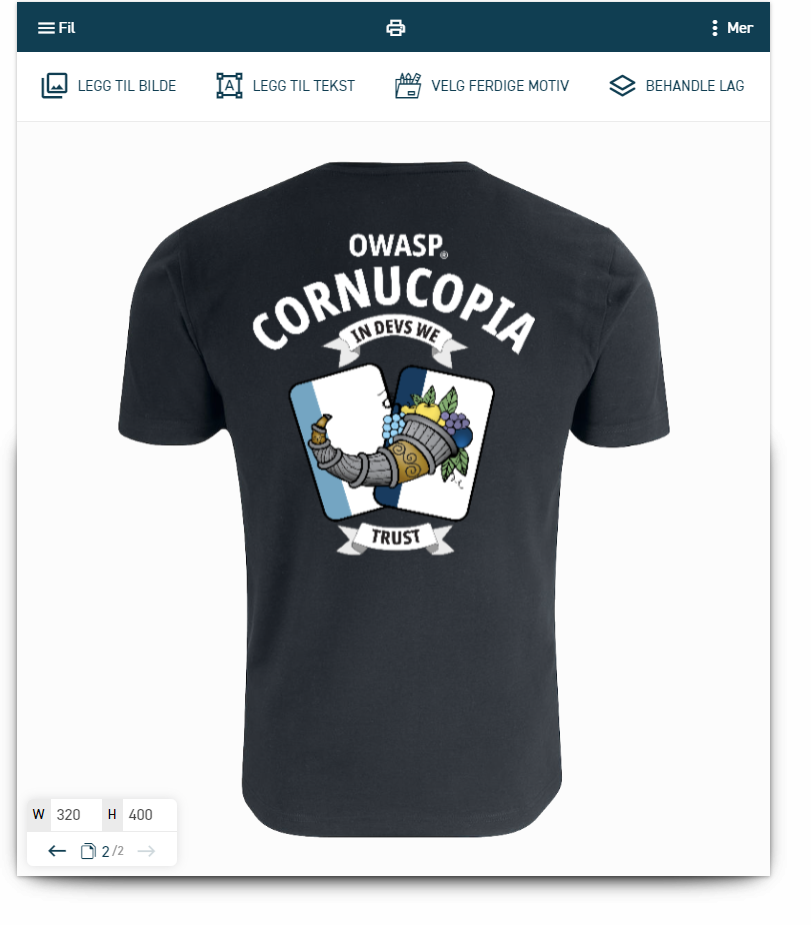 Fil
Mer
LEGG TIL BILDE
LEGG TIL TEKST
VELG FERDIGE MOTIV
BEHANDLE LAG
OWASP®
CORNUCOPIA
IN DEVS WE
TRUST
W 320 H 400
2/2